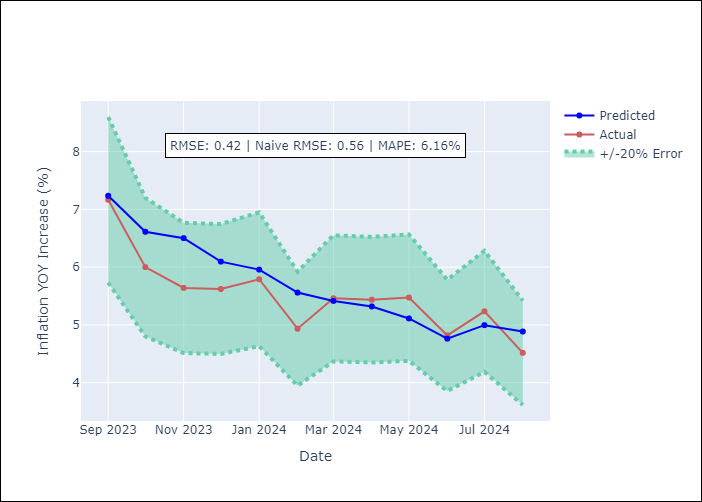 RMSE: 0.42 | Naive RMSE: 0.56 | MAPE: 6.16%
Predicted
Actual
+/-20% Error
Inflation YOY Increase (%)
8
7
6
5
4
Sep 2023
Nov 2023
Jan 2024
Mar 2024
May 2024
Jul 2024
Date